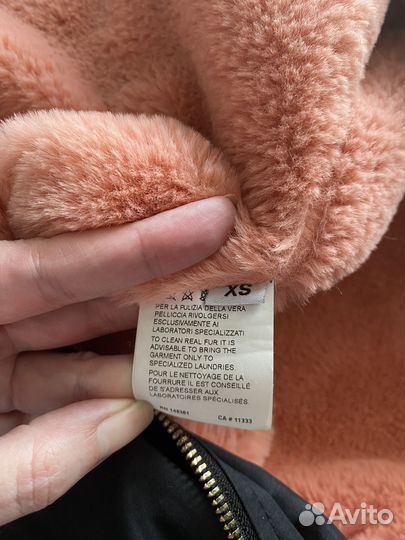 XS
PER LA PULIZIA DELLA VERA
PELLICCIA RIVOLGERSI
ESCLUSIVAMENTE AI
LABORATORI SPECIALIZZATI
TO CLEAN REAL FUR IT IS
ADVISABLE TO BRING THE
GARMENT ONLY TO
SPECIALIZED LAUNDRIES.
POUR LE NETTOYAGE DE LA
FOURRURE IL EST CONSEILLÉ
DE S'ADRESSER AUX
LABORATOIRES SPÉCIALISÉS.
CA # 11333
Avito